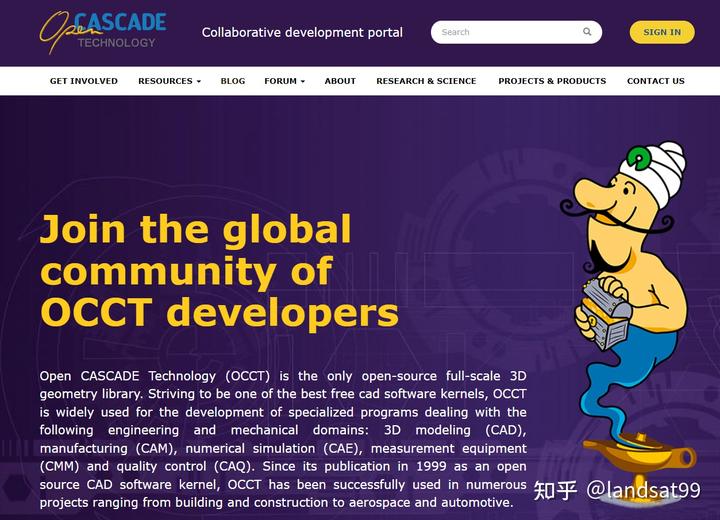 Open CASCADE
TECHNOLOGY
Collaborative development portal
Search
SIGN IN
GET INVOLVED RESOURCES BLOG FORUM ABOUT RESEARCH & SCIENCE PROJECTS & PRODUCTS CONTACT US
Join the global
community of
OCCT developers
Open CASCADE Technology (OCCT) is the only open-source full-scale 3D
geometry library. Striving to be one of the best free cad software kernels, OCCT
is widely used for the development of specialized programs dealing with the
following engineering and mechanical domains: 3D modeling (CAD),
manufacturing (CAM), numerical simulation (CAE), measurement equipment
(CMM) and quality control (CAQ). Since its publication in 1999 as an open
source CAD software kernel, OCCT has been successfully used in numerous
projects ranging from building and construction to aerospace and automotive.
知乎 @landsat99